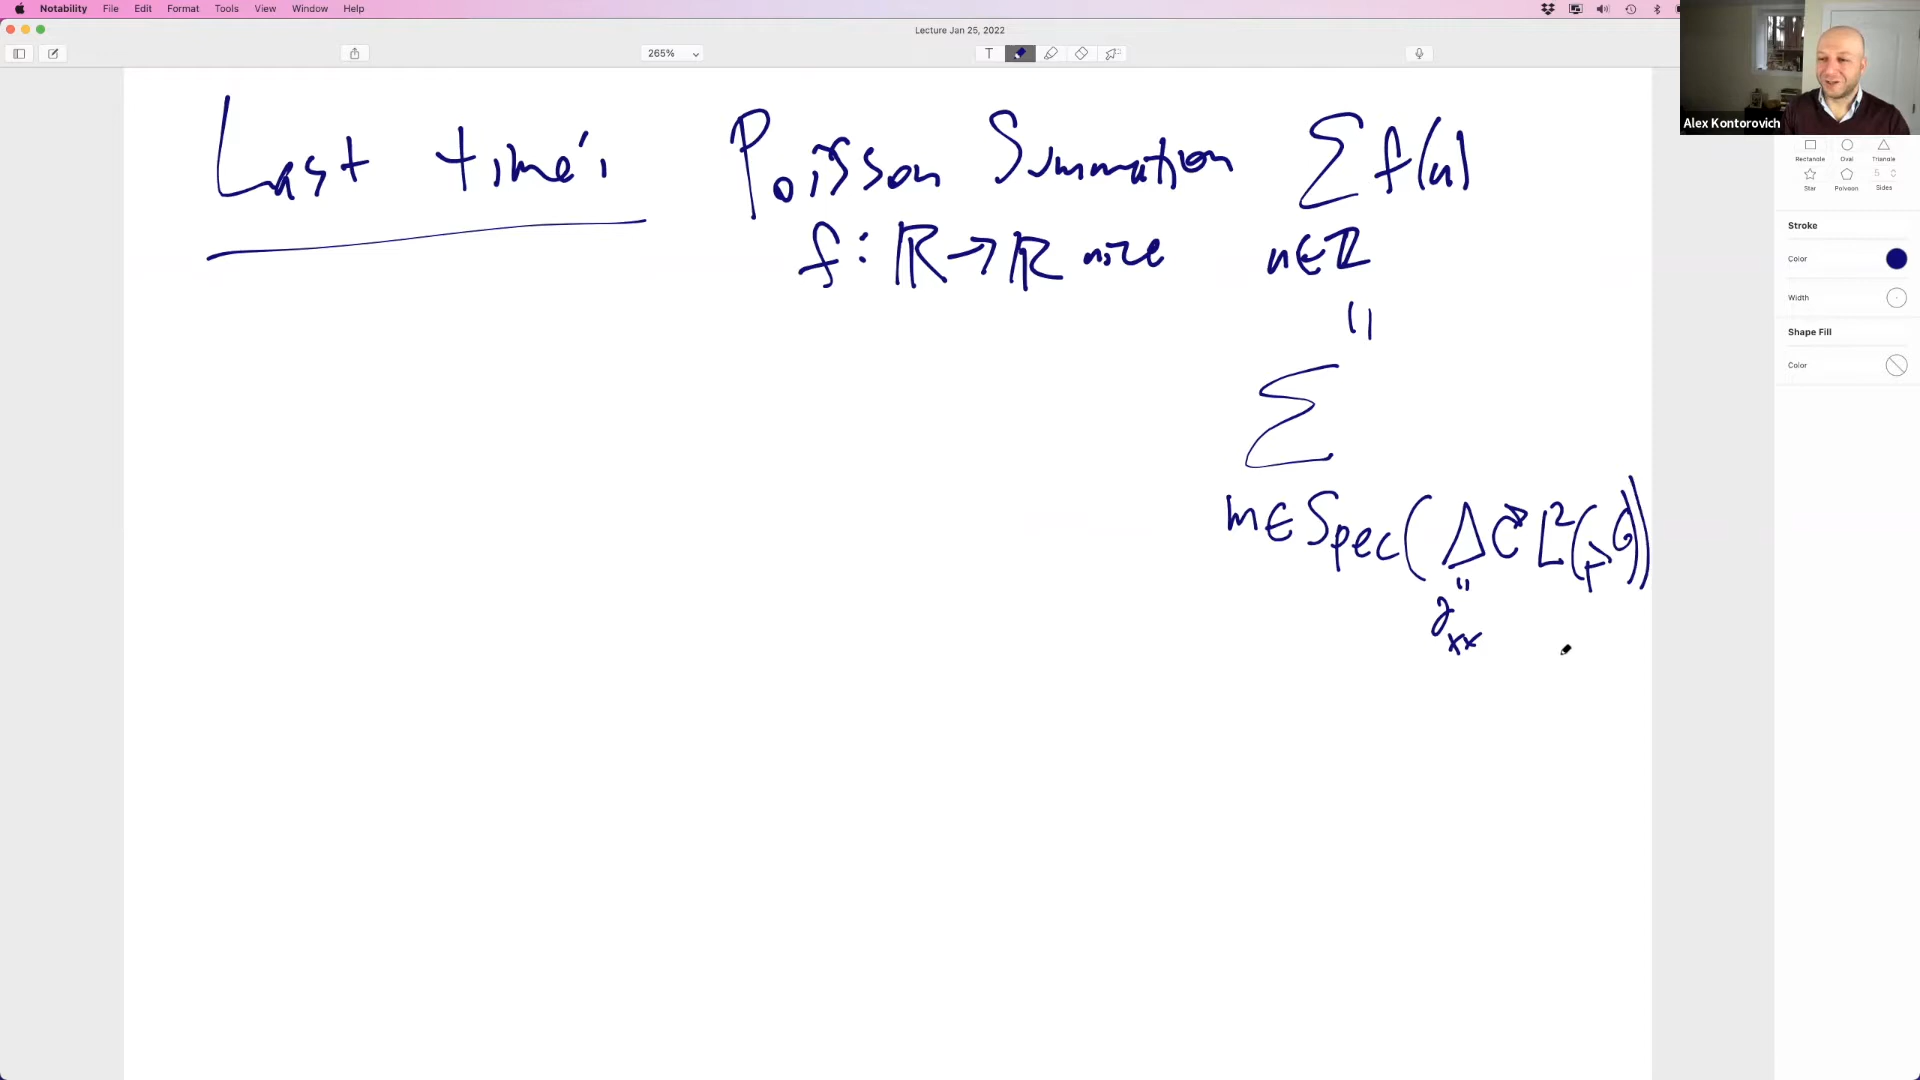 Notability File Edit Format Tools View Window Help
Lecture Jan 25, 2022
265%
T
Alex Kontorovich
Rectangle Oval Triangle
5
Star Polygon Sides
Stroke
Color
Width
Shape Fill
Color
Last time: Poisson Summation ∑ f(n)
f: ℝ → ℝ nice n∈ℤ
||
∑
m∈Spec(Δ ↻ L²(Γ\G))
||
∂xx